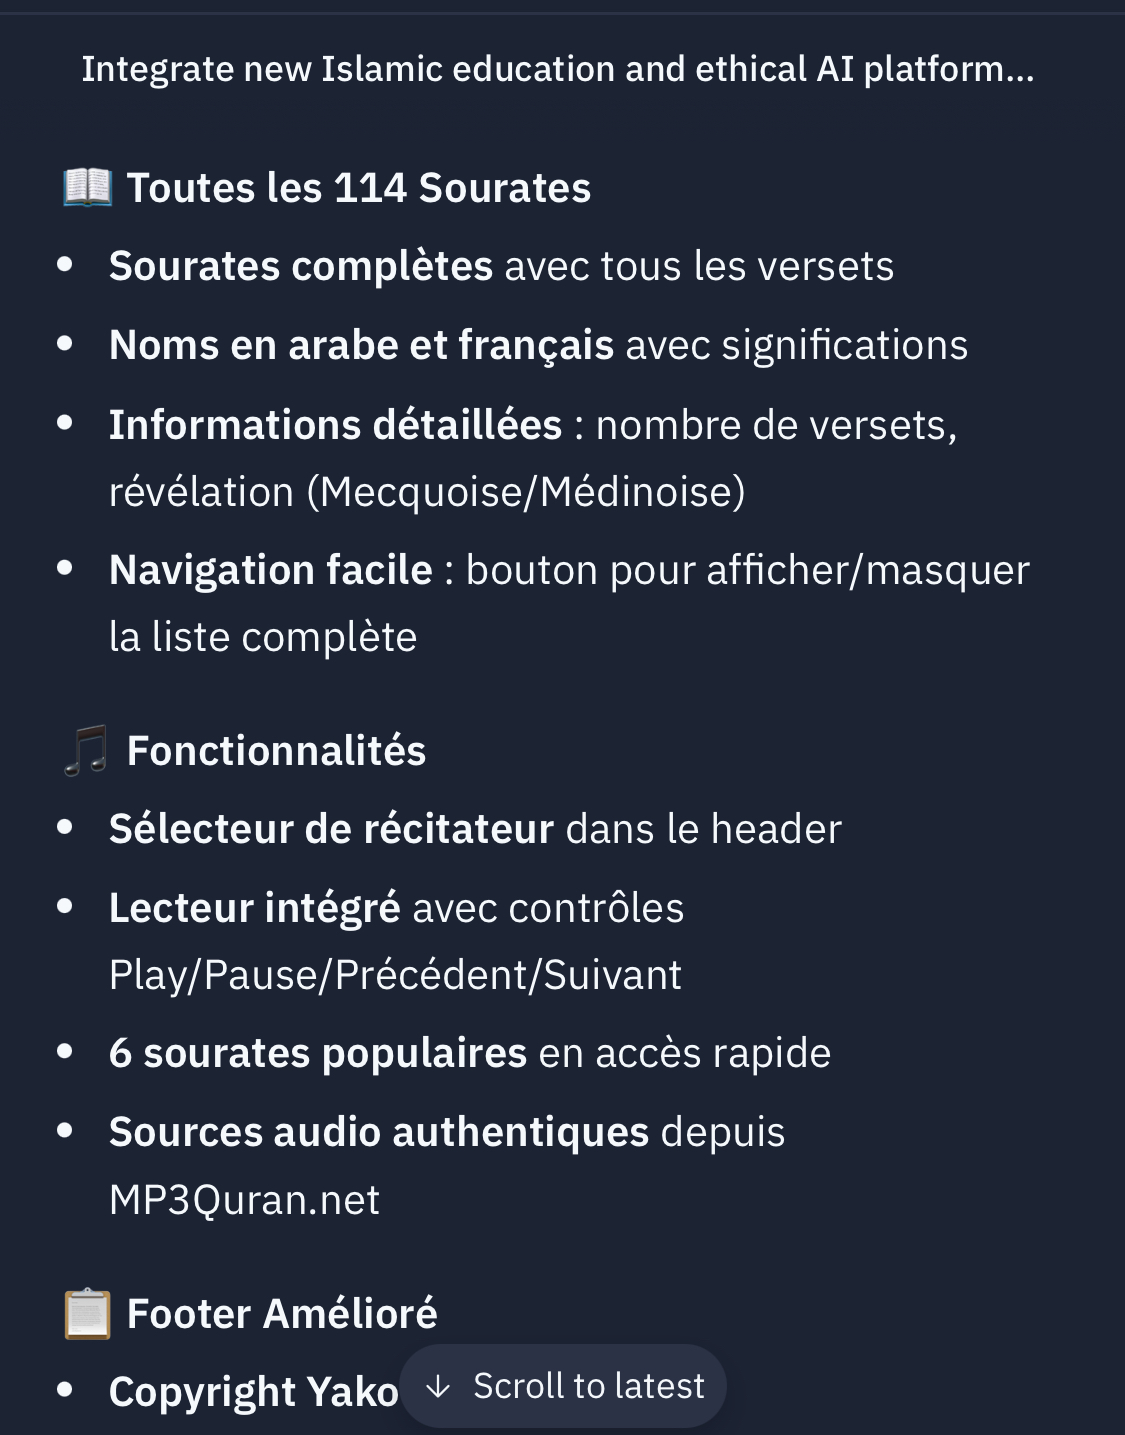 Integrate new Islamic education and ethical AI platform...
📖 Toutes les 114 Sourates
• Sourates complètes avec tous les versets
• Noms en arabe et français avec significations
• Informations détaillées : nombre de versets,
révélation (Mecquoise/Médinoise)
• Navigation facile : bouton pour afficher/masquer
la liste complète
🎵 Fonctionnalités
• Sélecteur de récitateur dans le header
• Lecteur intégré avec contrôles
Play/Pause/Précédent/Suivant
• 6 sourates populaires en accès rapide
• Sources audio authentiques depuis
MP3Quran.net
📋 Footer Amélioré
• Copyright Yako
↓ Scroll to latest